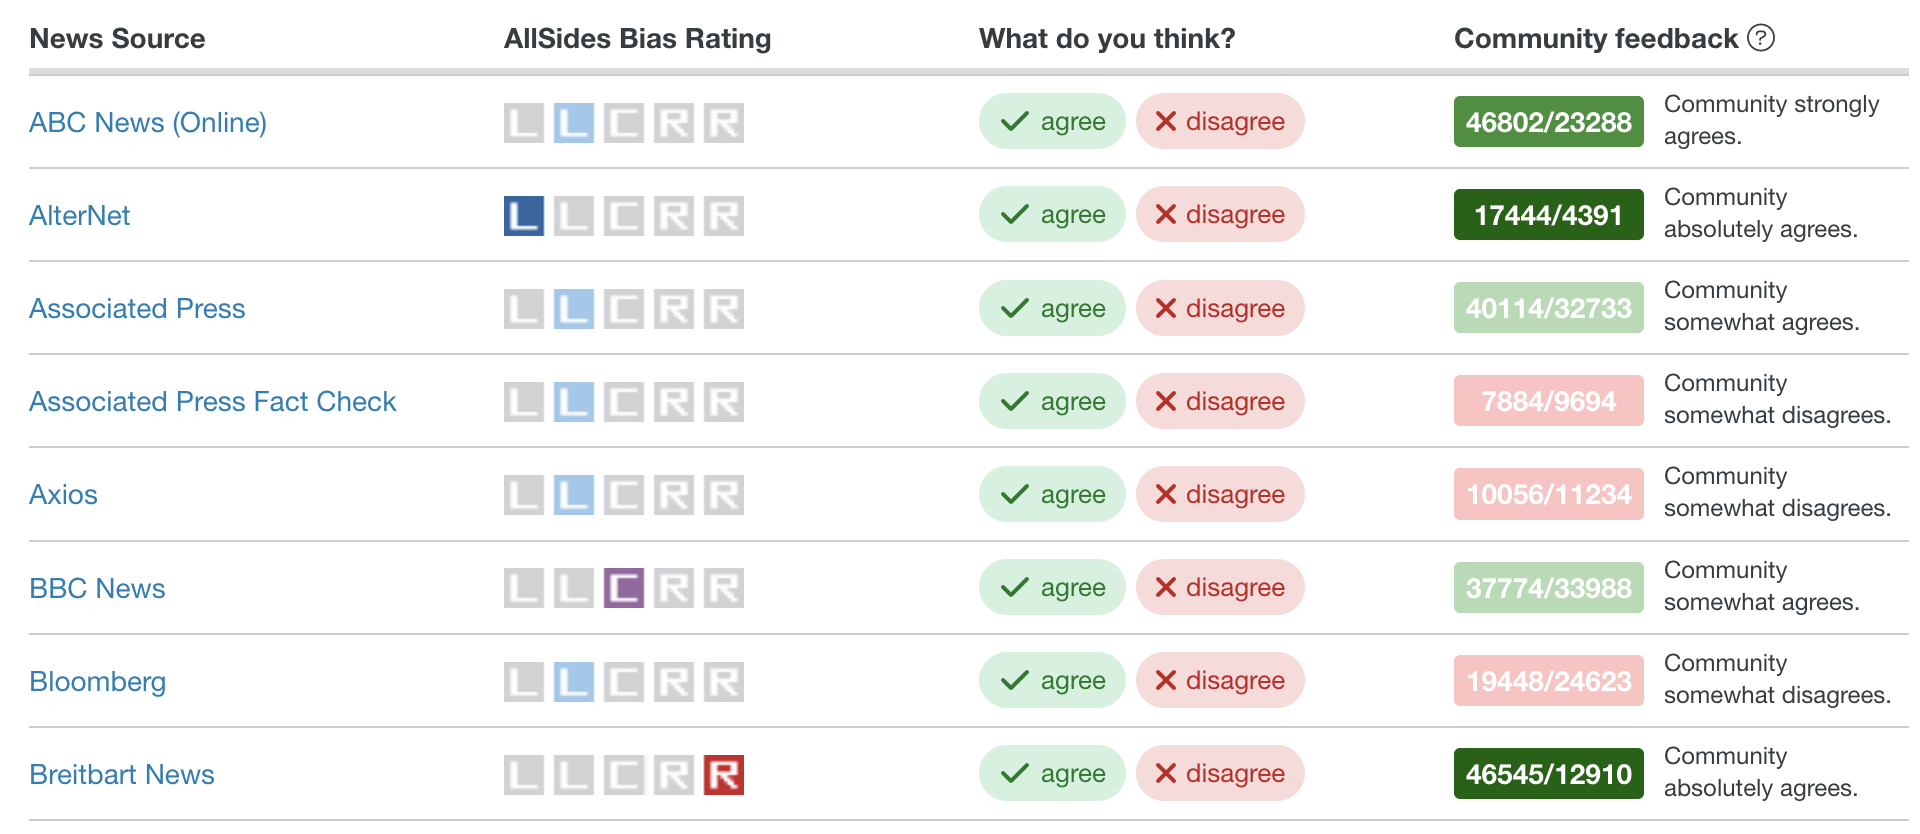 News Source AllSides Bias Rating What do you think? Community feedback ?
ABC News (Online) L L C R R agree disagree 46802/23288 Community strongly
agrees.
AlterNet L L C R R agree disagree 17444/4391 Community
absolutely agrees.
Associated Press L L C R R agree disagree 40114/32733 Community
somewhat agrees.
Associated Press Fact Check L L C R R agree disagree 7884/9694 Community
somewhat disagrees.
Axios L L C R R agree disagree 10056/11234 Community
somewhat disagrees.
BBC News L L C R R agree disagree 37774/33988 Community
somewhat agrees.
Bloomberg L L C R R agree disagree 19448/24623 Community
somewhat disagrees.
Breitbart News L L C R R agree disagree 46545/12910 Community
absolutely agrees.